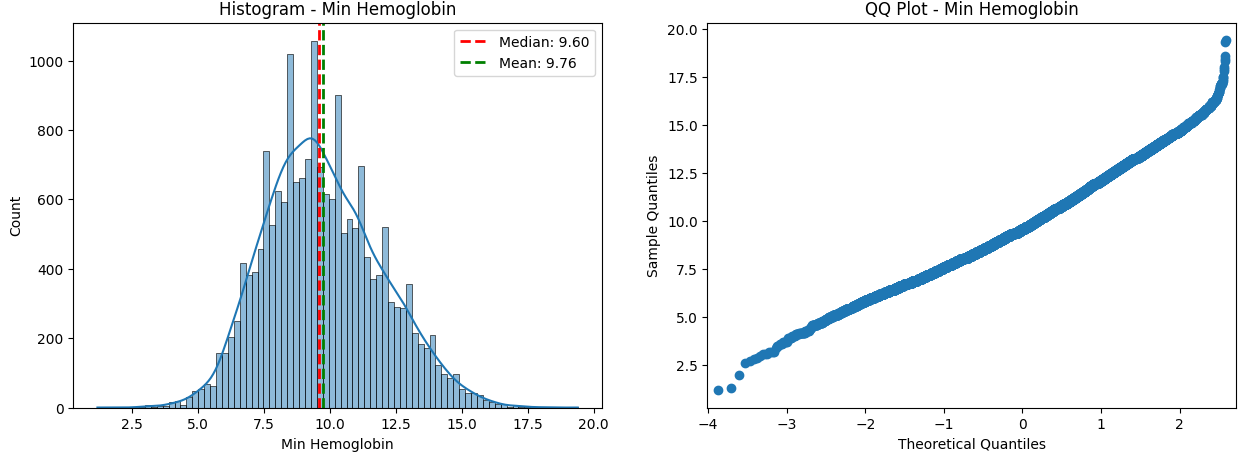 Histogram - Min Hemoglobin
Median: 9.60
Mean: 9.76
1000
800
600
400
200
0
Count
2.5 5.0 7.5 10.0 12.5 15.0 17.5 20.0
Min Hemoglobin
QQ Plot - Min Hemoglobin
20.0
17.5
15.0
12.5
10.0
7.5
5.0
2.5
Sample Quantiles
−4 −3 −2 −1 0 1 2
Theoretical Quantiles